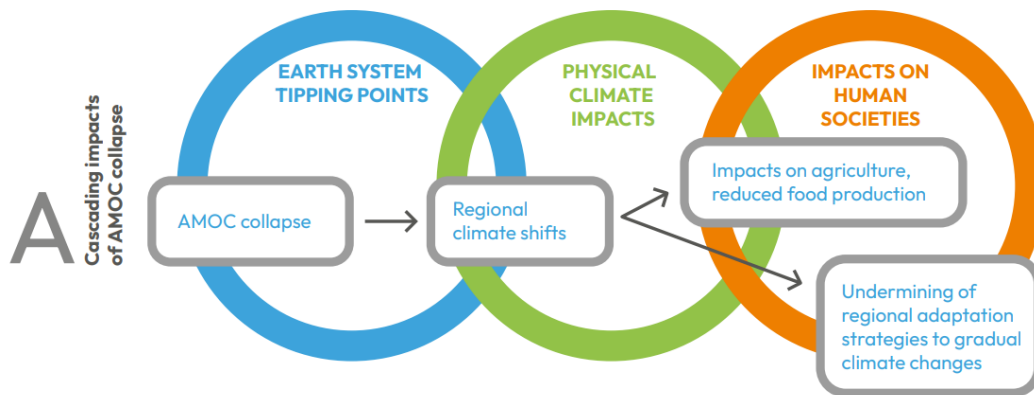 A
Cascading impacts
of AMOC collapse
EARTH SYSTEM
TIPPING POINTS
PHYSICAL
CLIMATE
IMPACTS
IMPACTS ON
HUMAN
SOCIETIES
AMOC collapse
Regional
climate shifts
Impacts on agriculture,
reduced food production
Undermining of
regional adaptation
strategies to gradual
climate changes